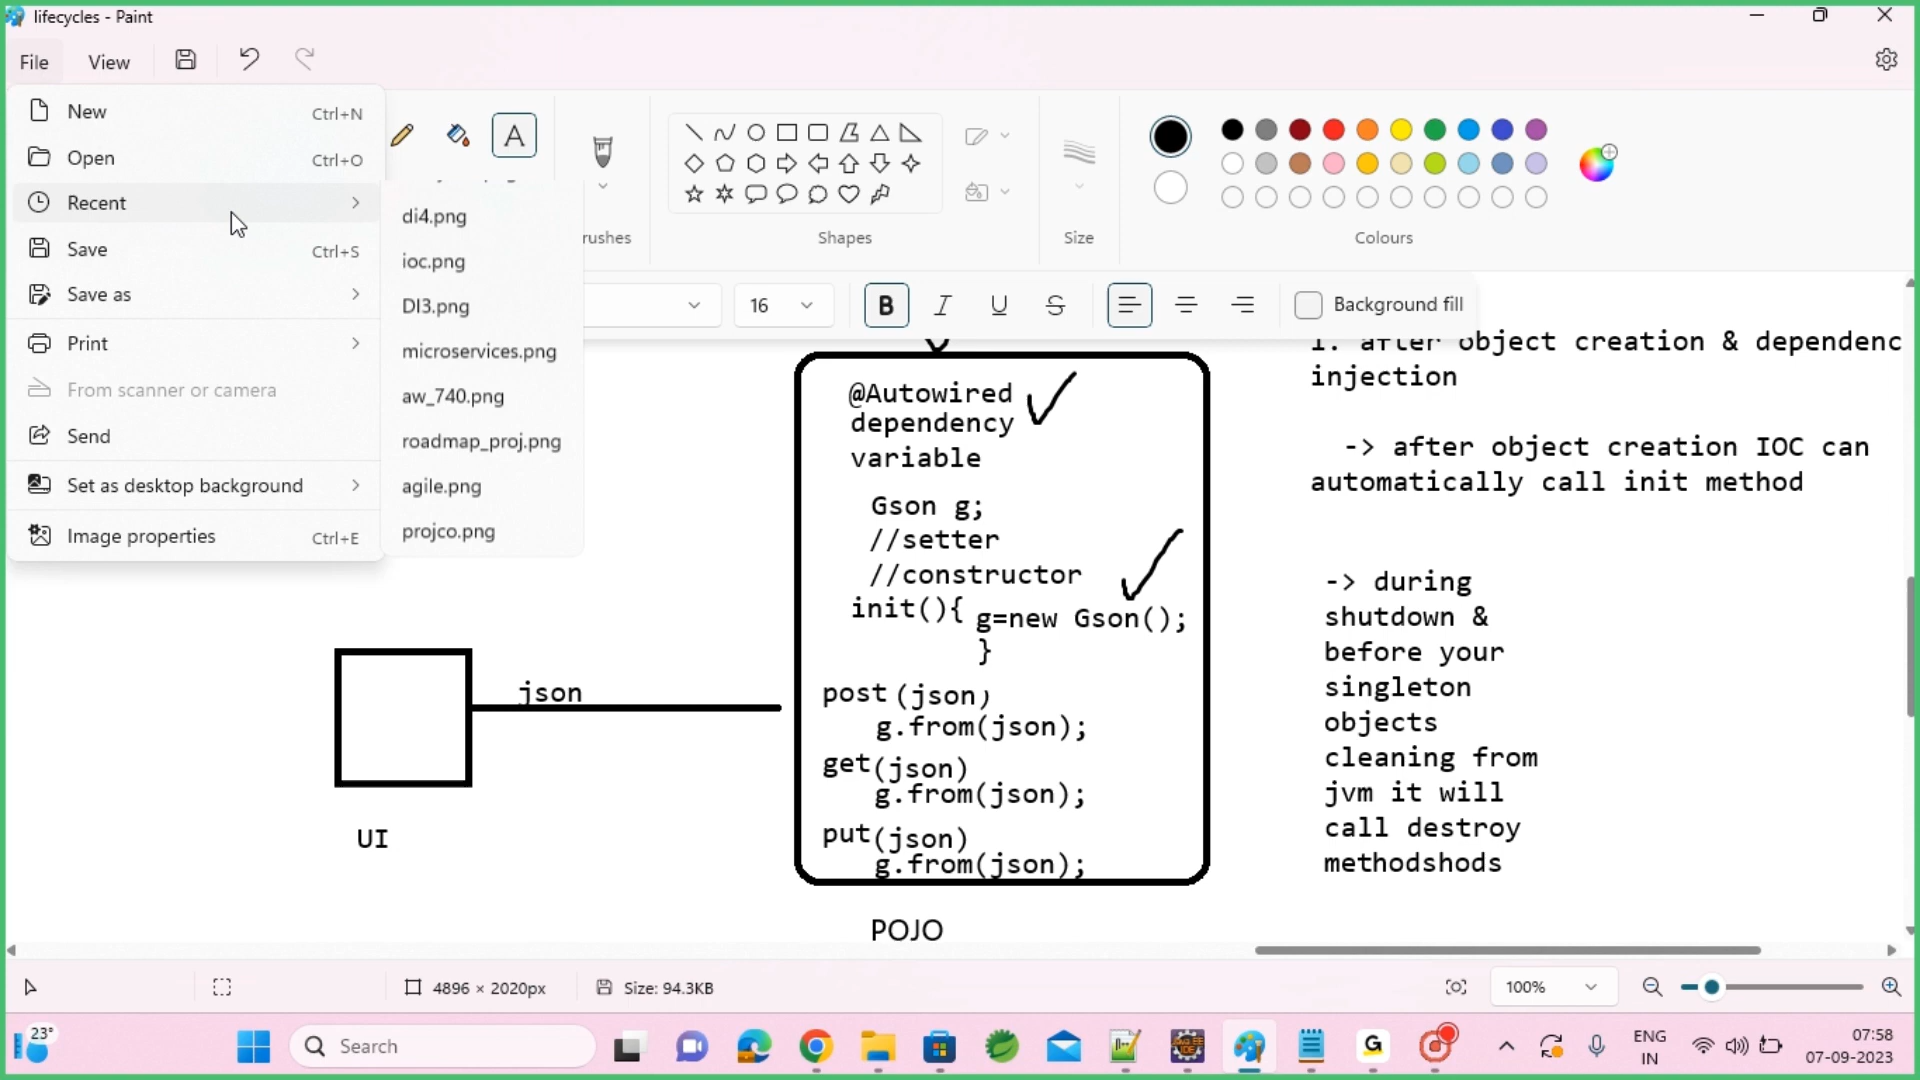 lifecycles - Paint
File
View
New Ctrl+N
Open Ctrl+O
Recent
Save Ctrl+S
Save as
Print
From scanner or camera
Send
Set as desktop background
Image properties Ctrl+E
di4.png
ioc.png
DI3.png
microservices.png
aw_740.png
roadmap_proj.png
agile.png
projco.png
A
rushes
Shapes
Size
Colours
16
B I U S
Background fill
1. after object creation & dependenc
injection
-> after object creation IOC can
automatically call init method
-> during
shutdown &
before your
singleton
objects
cleaning from
jvm it will
call destroy
methodshods
@Autowired
dependency
variable
Gson g;
//setter
//constructor
init(){ g=new Gson();
}
post(json)
g.from(json);
get(json)
g.from(json);
put(json)
g.from(json);
POJO
json
UI
4896 × 2020px
Size: 94.3KB
100%
23°
Search
G
ENG
IN
07:58
07-09-2023